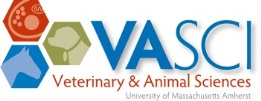 VASCI
Veterinary & Animal Sciences
University of Massachusetts Amherst